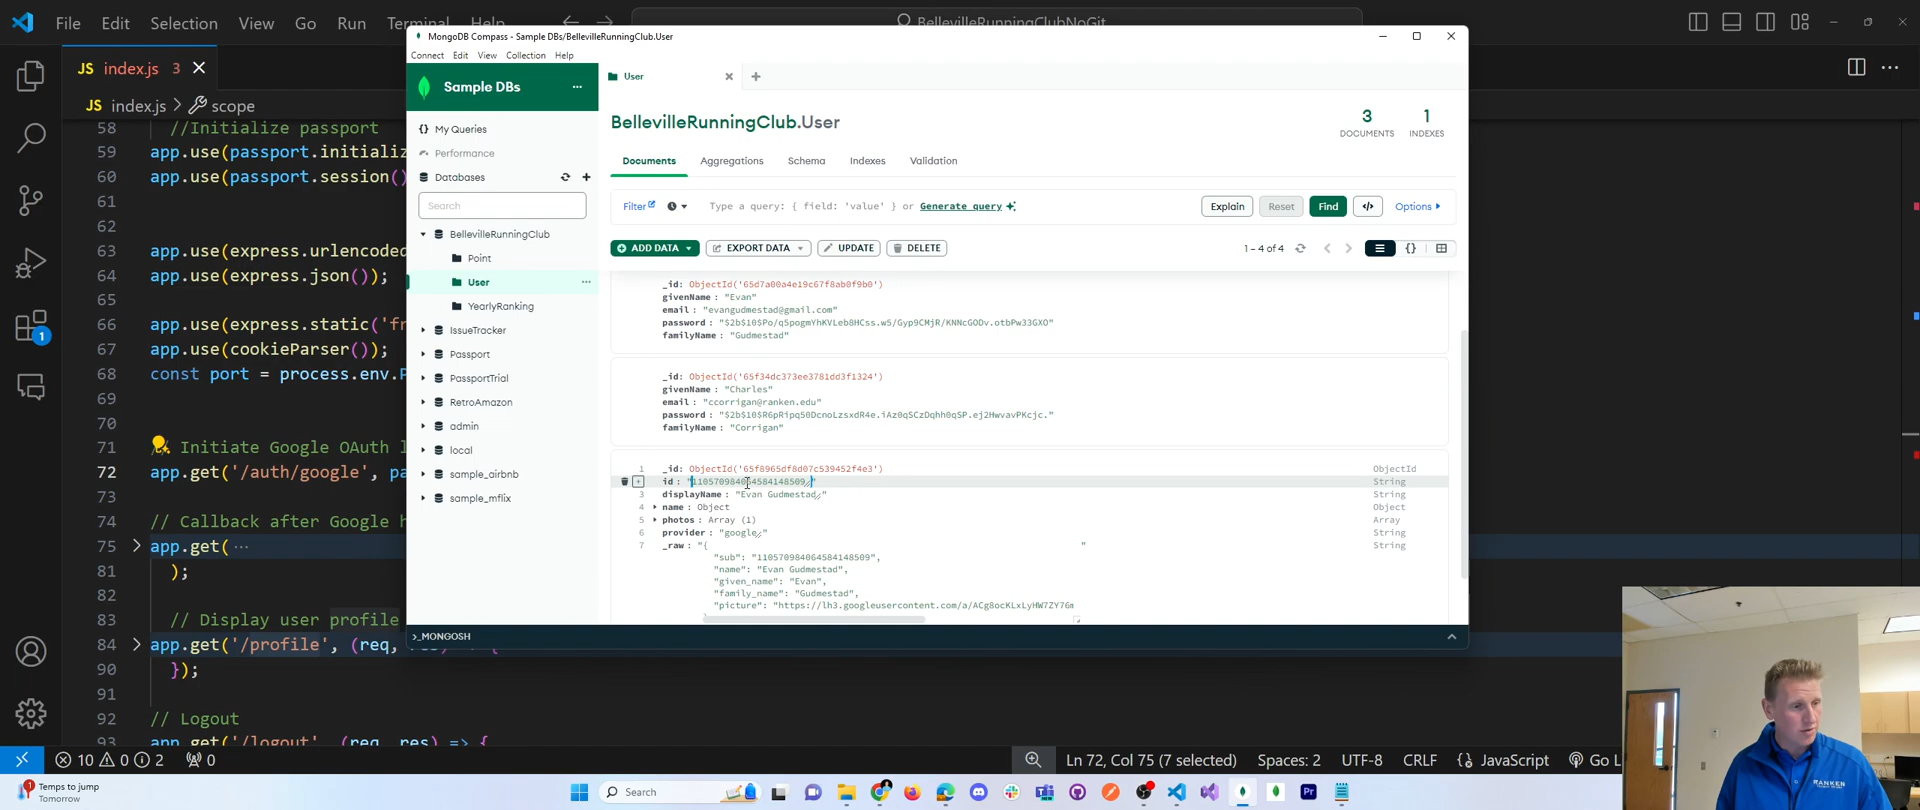 File Edit Selection View Go Run Terminal Help
BellevilleRunningClubNoGit
JS index.js 3
JS index.js > scope
58 //Initialize passport
59 app.use(passport.initializ
60 app.use(passport.session()
61
62
63 app.use(express.urlencoded
64 app.use(express.json());
65
66 app.use(express.static('fr
67 app.use(cookieParser());
68 const port = process.env.P
69
70
71 Initiate Google OAuth l
72 app.get('/auth/google', pa
73
74 // Callback after Google h
75 app.get( ...
81 );
82
83 // Display user profile
84 app.get('/profile', (req, res) => {
90 });
91
92 // Logout
93 app.get('/logout', (req, res) => {
MongoDB Compass - Sample DBs/BellevilleRunningClub.User
Connect Edit View Collection Help
Sample DBs
My Queries
Performance
Databases
Search
BellevilleRunningClub
Point
User
YearlyRanking
IssueTracker
Passport
PassportTrial
RetroAmazon
admin
local
sample_airbnb
sample_mflix
User
BellevilleRunningClub.User
3 DOCUMENTS 1 INDEXES
Documents Aggregations Schema Indexes Validation
Filter Type a query: { field: 'value' } or Generate query Explain Reset Find </> Options
ADD DATA EXPORT DATA UPDATE DELETE 1 – 4 of 4 {}
_id: ObjectId('65d7a00a4e19c67f8ab0f9b0')
givenName : "Evan"
email : "evangudmestad@gmail.com"
password : "$2b$10$Po/q5pogmYhKVLeb8HCss.w5/Gyp9CMjR/KNNcGODv.otbPw33GXO"
familyName : "Gudmestad"
_id: ObjectId('65f34dc373ee3781dd3f1324')
givenName : "Charles"
email : "ccorrigan@ranken.edu"
password : "$2b$10$R6pRipq50DcnoLzsxdR4e.iAz0qSCzDqhh0qSP.ej2HwvavPKcjc."
familyName : "Corrigan"
1 _id: ObjectId('65f8965df8d07c539452f4e3') ObjectId
id : "110570984064584148509" String
3 displayName : "Evan Gudmestad" String
4 name : Object Object
5 photos : Array (1) Array
6 provider : "google" String
7 _raw : "{ " String
"sub": "110570984064584148509",
"name": "Evan Gudmestad",
"given_name": "Evan",
"family_name": "Gudmestad",
"picture": "https://lh3.googleusercontent.com/a/ACg8ocKLxLyHW7ZY76m
>_MONGOSH
10 0 2 0 Ln 72, Col 75 (7 selected) Spaces: 2 UTF-8 CRLF {} JavaScript Go L
1
RANKEN
Temps to jump
Tomorrow
Search